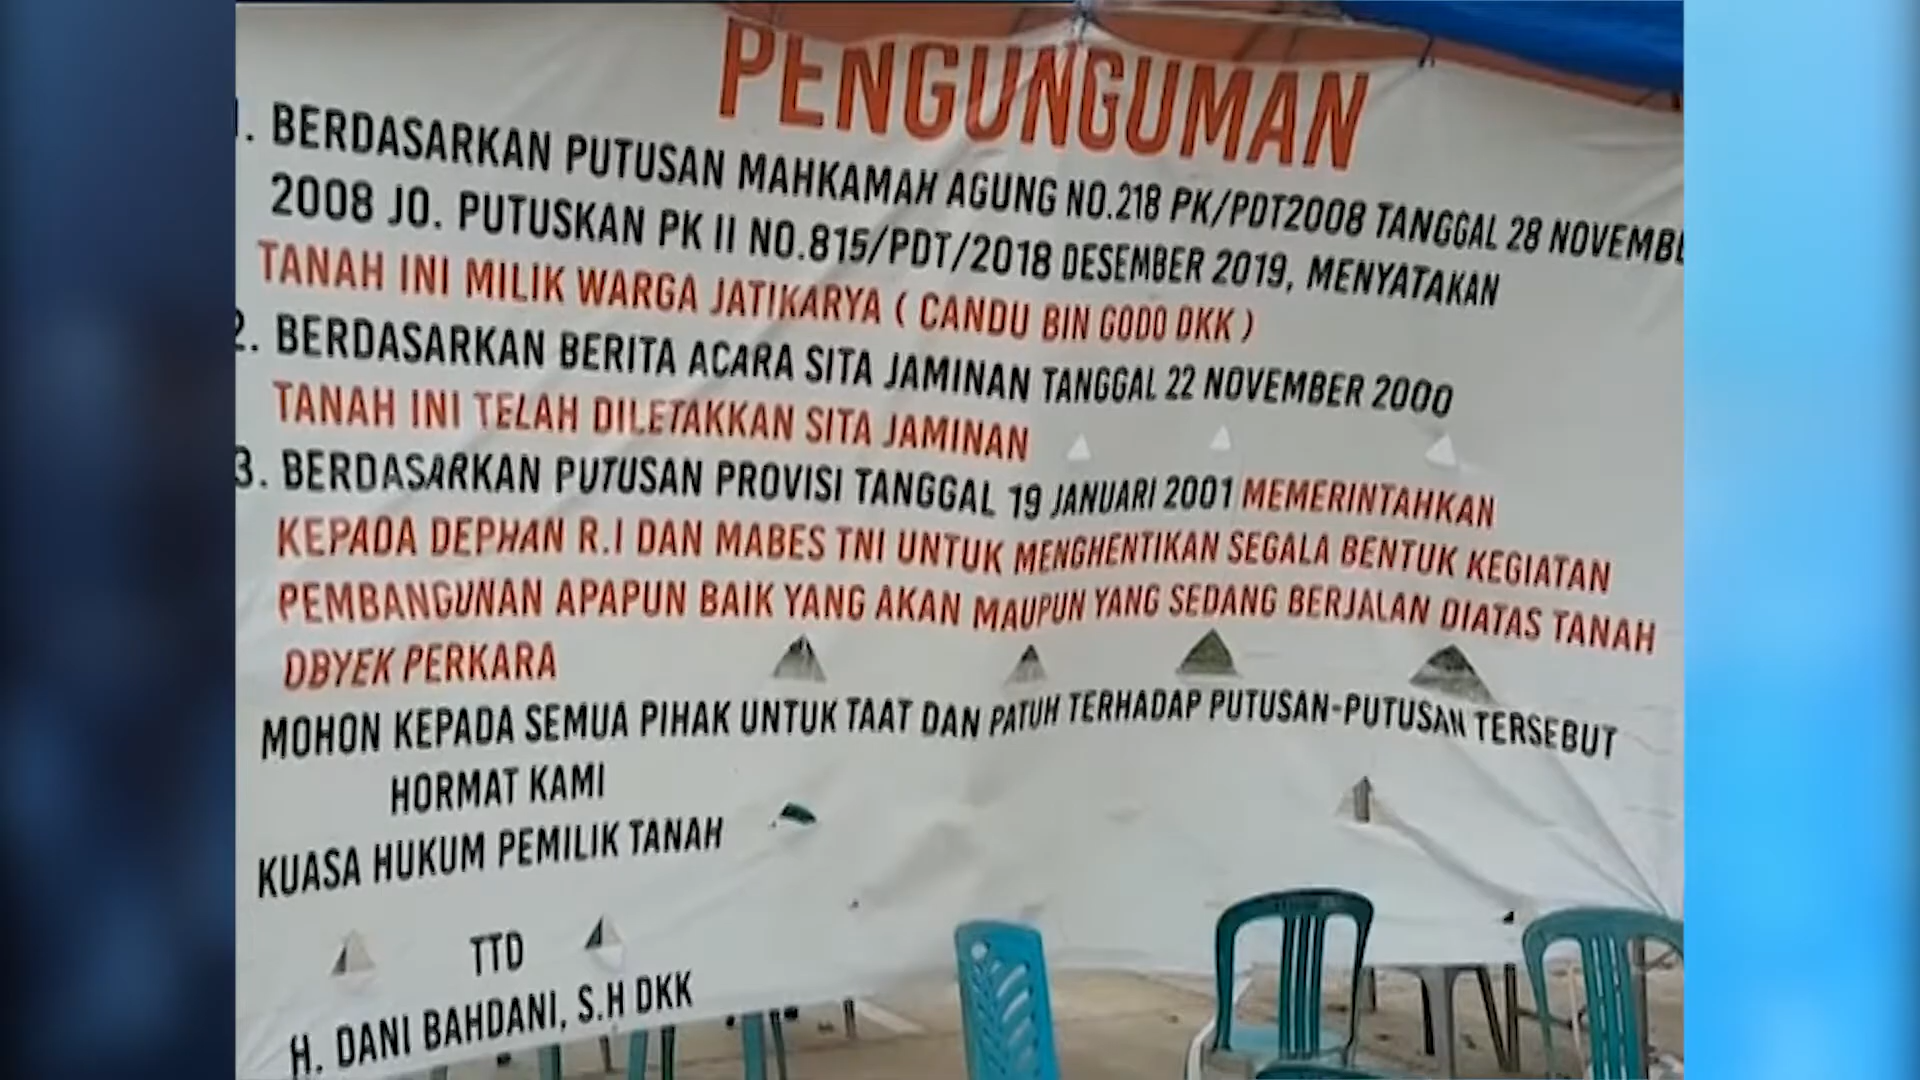 PENGUNGUMAN
1. BERDASARKAN PUTUSAN MAHKAMAH AGUNG NO.218 PK/PDT2008 TANGGAL 28 NOVEMBE
2008 JO. PUTUSKAN PK II NO.815/PDT/2018 DESEMBER 2019, MENYATAKAN
TANAH INI MILIK WARGA JATIKARYA ( CANDU BIN GODO DKK )
2. BERDASARKAN BERITA ACARA SITA JAMINAN TANGGAL 22 NOVEMBER 2000
TANAH INI TELAH DILETAKKAN SITA JAMINAN
3. BERDASARKAN PUTUSAN PROVISI TANGGAL 19 JANUARI 2001 MEMERINTAHKAN
KEPADA DEPHAN R.I DAN MABES TNI UNTUK MENGHENTIKAN SEGALA BENTUK KEGIATAN
PEMBANGUNAN APAPUN BAIK YANG AKAN MAUPUN YANG SEDANG BERJALAN DIATAS TANAH
OBYEK PERKARA
MOHON KEPADA SEMUA PIHAK UNTUK TAAT DAN PATUH TERHADAP PUTUSAN-PUTUSAN TERSEBUT
HORMAT KAMI
KUASA HUKUM PEMILIK TANAH
TTD
H. DANI BAHDANI, S.H DKK